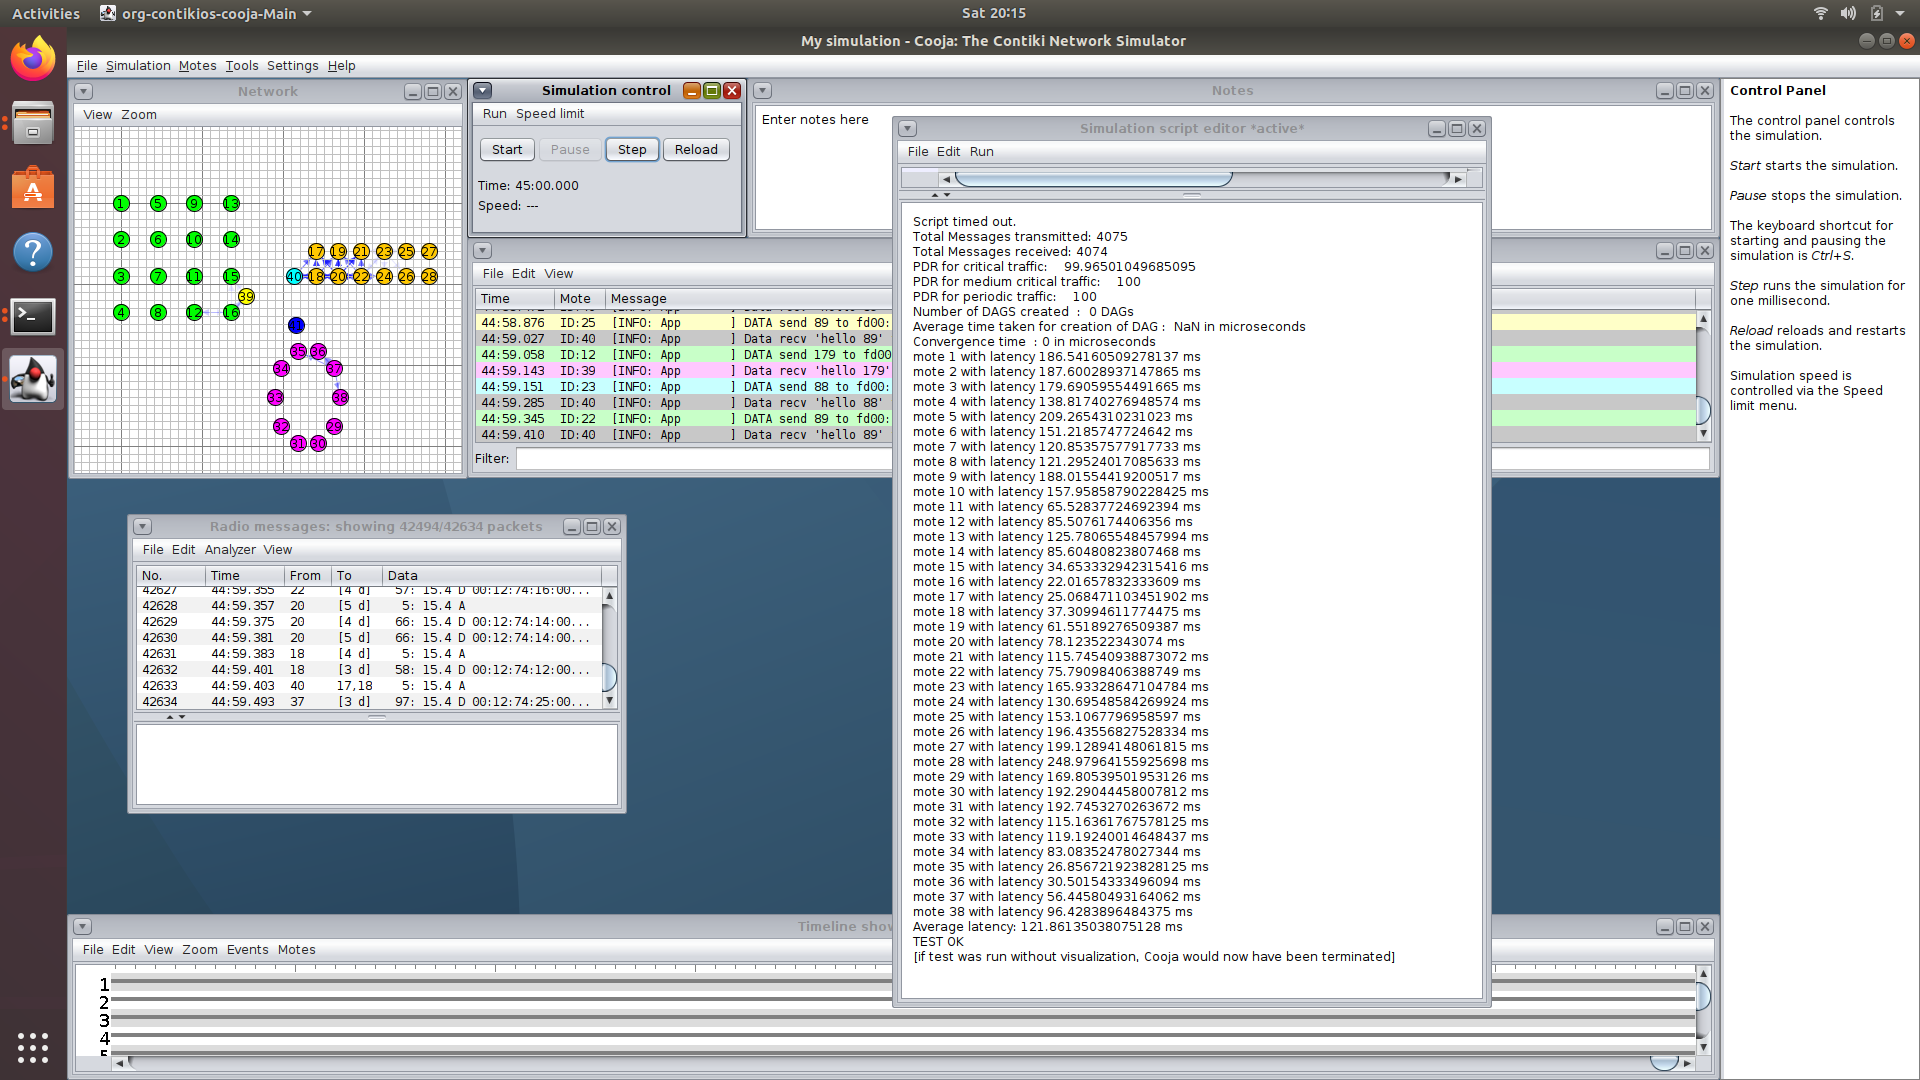 Activities
org-contikios-cooja-Main
Sat 20:15
My simulation - Cooja: The Contiki Network Simulator
File Simulation Motes Tools Settings Help
Network
View Zoom
1 5 9 13
2 6 10 14
3 7 11 15
4 8 12 16
39
17 19 21 23 25 27
40 18 20 22 24 26 28
35 36
34 37
33 38
32 29
31 30
Simulation control
Run Speed limit
Start Pause Step Reload
Time: 45:00.000
Speed: ---
Notes
Enter notes here
File Edit View
Time Mote Message
44:58.876 ID:25 [INFO: App ] DATA send 89 to fd00:
44:59.027 ID:40 [INFO: App ] Data recv 'hello 89'
44:59.058 ID:12 [INFO: App ] DATA send 179 to fd00
44:59.143 ID:39 [INFO: App ] Data recv 'hello 179'
44:59.151 ID:23 [INFO: App ] DATA send 88 to fd00:
44:59.285 ID:40 [INFO: App ] Data recv 'hello 88'
44:59.345 ID:22 [INFO: App ] DATA send 89 to fd00:
44:59.410 ID:40 [INFO: App ] Data recv 'hello 89'
Filter:
Radio messages: showing 42494/42634 packets
File Edit Analyzer View
No. Time From To Data
42627 44:59.355 22 [4 d] 57: 15.4 D 00:12:74:16:00...
42628 44:59.357 20 [5 d] 5: 15.4 A
42629 44:59.375 20 [4 d] 66: 15.4 D 00:12:74:14:00...
42630 44:59.381 20 [5 d] 66: 15.4 D 00:12:74:14:00...
42631 44:59.383 18 [4 d] 5: 15.4 A
42632 44:59.401 18 [3 d] 58: 15.4 D 00:12:74:12:00...
42633 44:59.403 40 17,18 5: 15.4 A
42634 44:59.493 37 [3 d] 97: 15.4 D 00:12:74:25:00...
Simulation script editor *active*
File Edit Run
Script timed out.
Total Messages transmitted: 4075
Total Messages received: 4074
PDR for critical traffic: 99.96501049685095
PDR for medium critical traffic: 100
PDR for periodic traffic: 100
Number of DAGS created : 0 DAGs
Average time taken for creation of DAG : NaN in microseconds
Convergence time : 0 in microseconds
mote 1 with latency 186.54160509278137 ms
mote 2 with latency 187.60028937147865 ms
mote 3 with latency 179.69059554491665 ms
mote 4 with latency 138.81740276948574 ms
mote 5 with latency 209.2654310231023 ms
mote 6 with latency 151.2185747724642 ms
mote 7 with latency 120.85357577917733 ms
mote 8 with latency 121.29524017085633 ms
mote 9 with latency 188.01554419200517 ms
mote 10 with latency 157.95858790228425 ms
mote 11 with latency 65.52837724692394 ms
mote 12 with latency 85.5076174406356 ms
mote 13 with latency 125.78065548457994 ms
mote 14 with latency 85.60480823807468 ms
mote 15 with latency 34.653332942315416 ms
mote 16 with latency 22.01657832333609 ms
mote 17 with latency 25.068471103451902 ms
mote 18 with latency 37.30994611774475 ms
mote 19 with latency 61.55189276509387 ms
mote 20 with latency 78.123522343074 ms
mote 21 with latency 115.74540938873072 ms
mote 22 with latency 75.79098406388749 ms
mote 23 with latency 165.93328647104784 ms
mote 24 with latency 130.69548584269924 ms
mote 25 with latency 153.1067796958597 ms
mote 26 with latency 196.43556827528334 ms
mote 27 with latency 199.12894148061815 ms
mote 28 with latency 248.97964155925698 ms
mote 29 with latency 169.80539501953126 ms
mote 30 with latency 192.29044458007812 ms
mote 31 with latency 192.7453270263672 ms
mote 32 with latency 115.16361767578125 ms
mote 33 with latency 119.19240014648437 ms
mote 34 with latency 83.08352478027344 ms
mote 35 with latency 26.856721923828125 ms
mote 36 with latency 30.50154333496094 ms
mote 37 with latency 56.44580493164062 ms
mote 38 with latency 96.4283896484375 ms
Average latency: 121.86135038075128 ms
TEST OK
[if test was run without visualization, Cooja would now have been terminated]
Timeline show
File Edit View Zoom Events Motes
1
2
3
4
Control Panel
The control panel controls
the simulation.
Start starts the simulation.
Pause stops the simulation.
The keyboard shortcut for
starting and pausing the
simulation is Ctrl+S.
Step runs the simulation for
one millisecond.
Reload reloads and restarts
the simulation.
Simulation speed is
controlled via the Speed
limit menu.